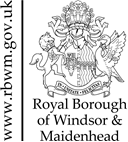 www.rbwm.gov.uk
Royal Borough
of Windsor &
Maidenhead